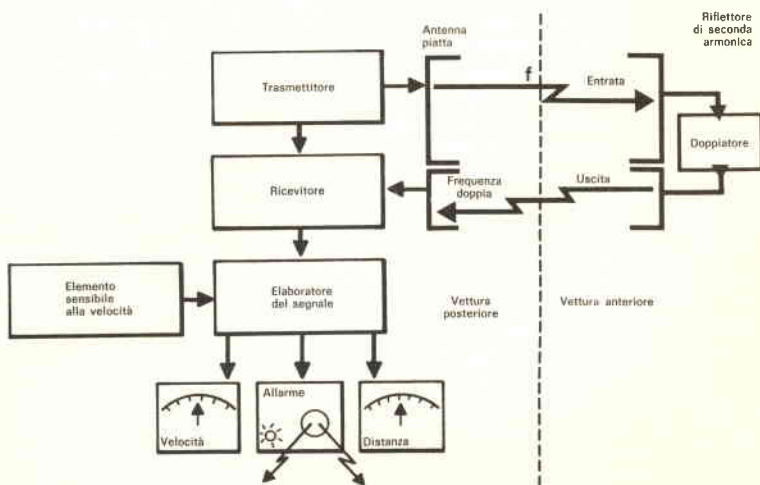 Riflettore
di seconda
armonica
Antenna
piatta
Trasmettitore
f
Entrata
Doppiatore
Ricevitore
Frequenza
doppia
Uscita
Elemento
sensibile
alla velocità
Elaboratore
del segnale
Vettura
posteriore
Vettura anteriore
Velocità
Allarme
Distanza